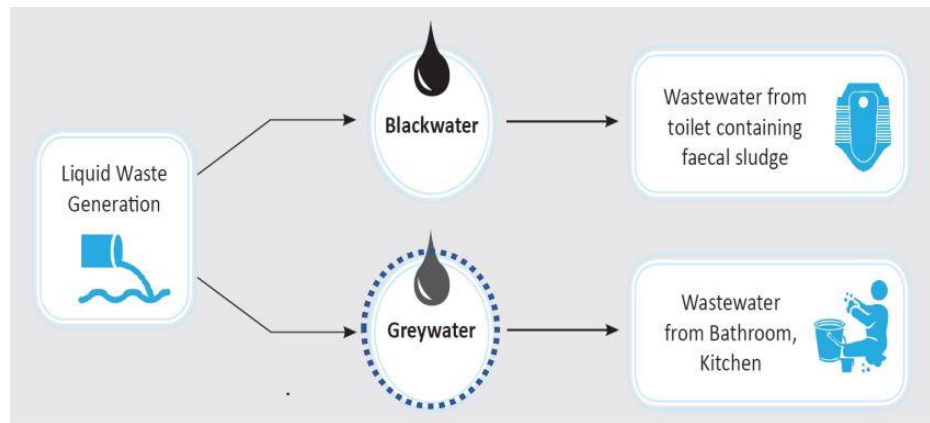 Liquid Waste
Generation
Blackwater
Wastewater from
toilet containing
faecal sludge
Greywater
Wastewater
from Bathroom,
Kitchen